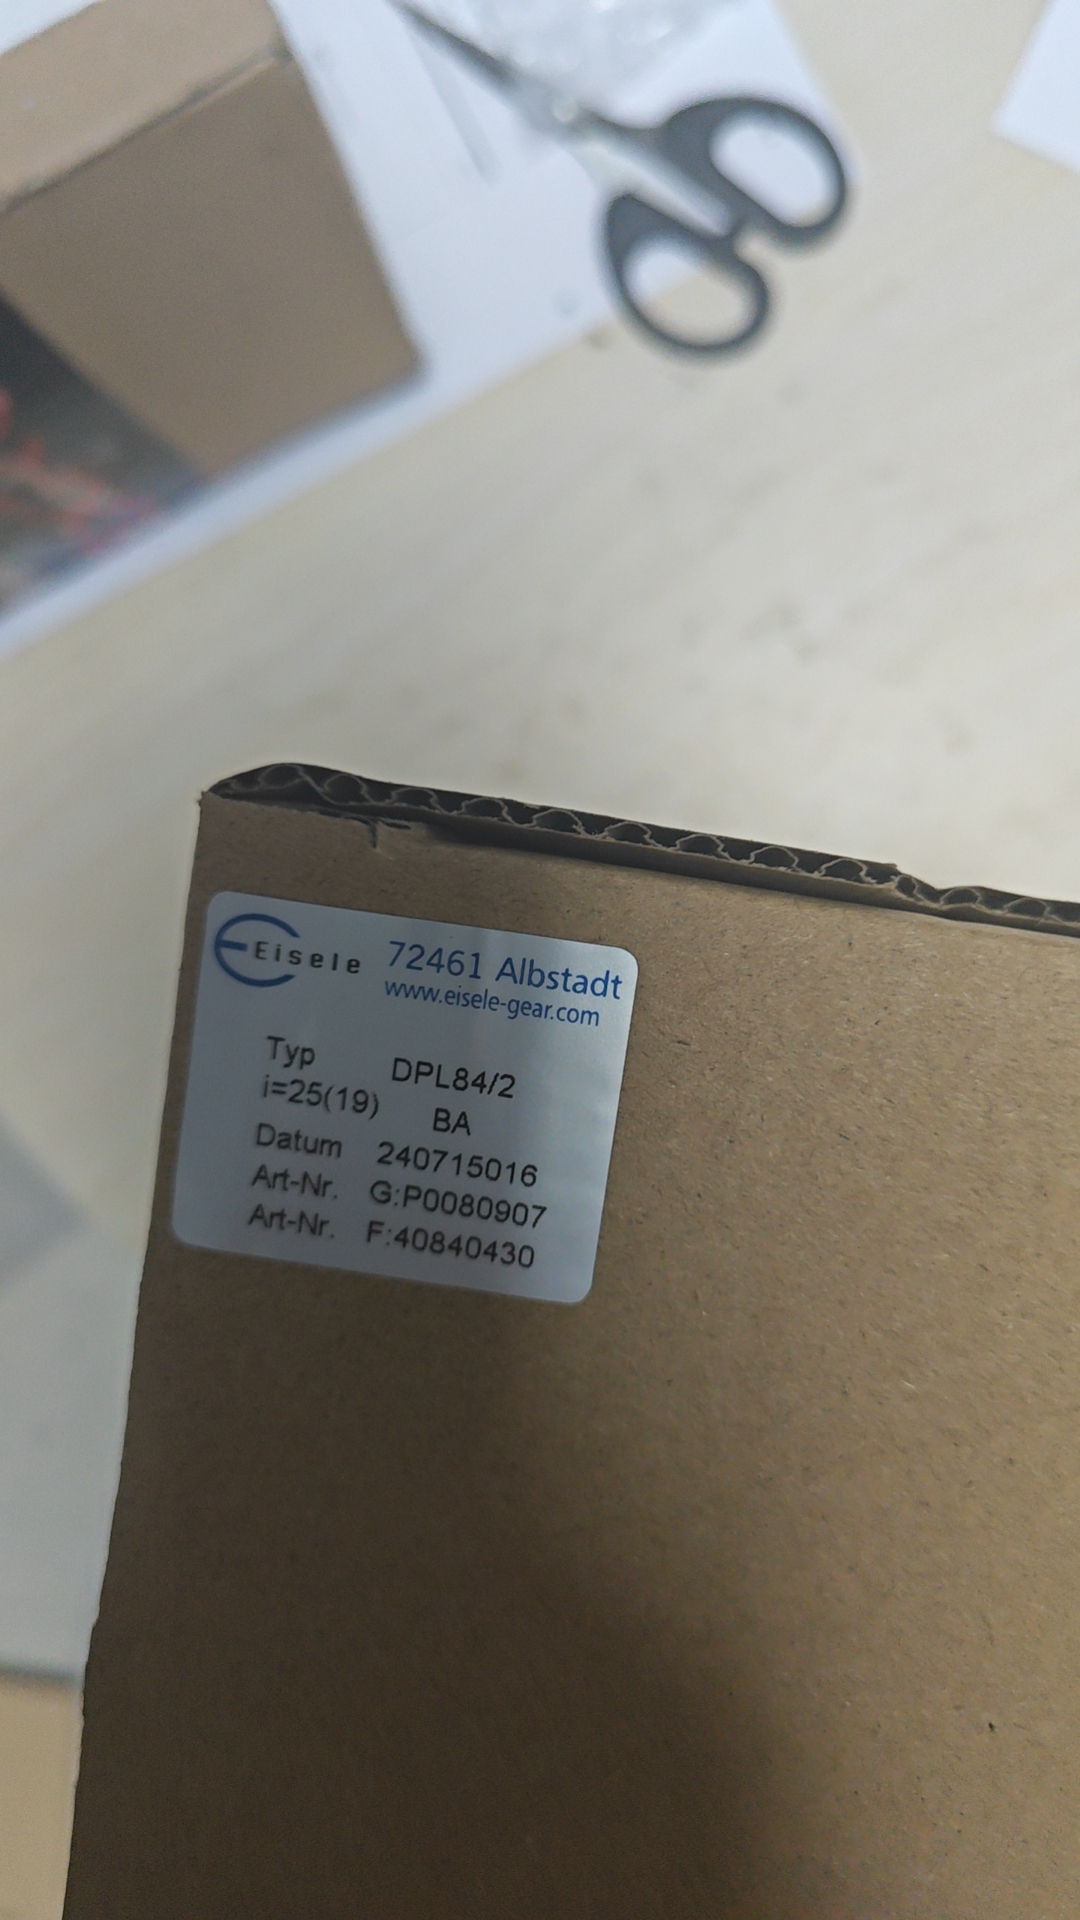 Eisele 72461 Albstadt
www.eisele-gear.com
Typ DPL84/2
i=25(19) BA
Datum 240715016
Art-Nr. G:P0080907
Art-Nr. F:40840430